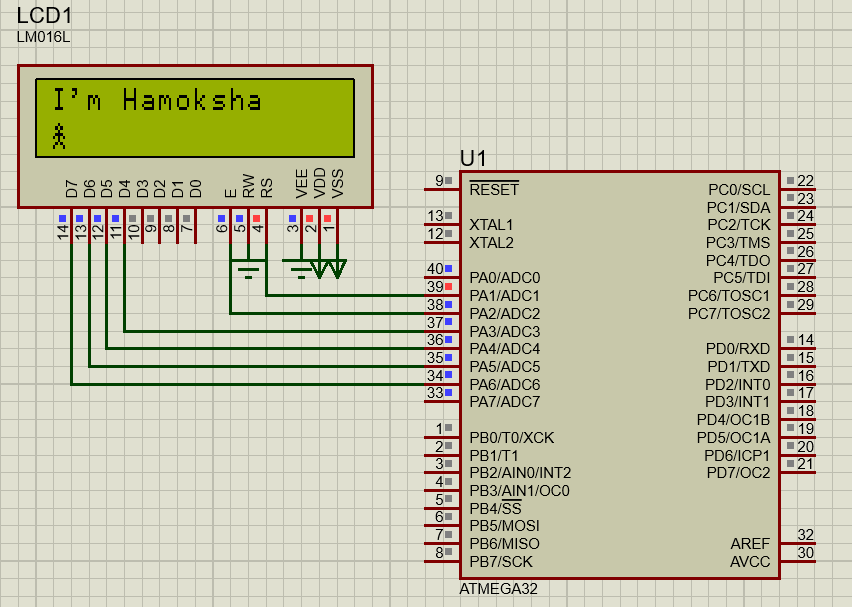 LCD1
LM016L
I'm Hamoksha
D7 D6 D5 D4 D3 D2 D1 D0 E RW RS VEE VDD VSS
14 13 12 11 10 9 8 7 6 5 4 3 2 1
U1
9 RESET PC0/SCL 22
PC1/SDA 23
13 XTAL1 PC2/TCK 24
12 XTAL2 PC3/TMS 25
PC4/TDO 26
40 PA0/ADC0 PC5/TDI 27
39 PA1/ADC1 PC6/TOSC1 28
38 PA2/ADC2 PC7/TOSC2 29
37 PA3/ADC3
36 PA4/ADC4 PD0/RXD 14
35 PA5/ADC5 PD1/TXD 15
34 PA6/ADC6 PD2/INT0 16
33 PA7/ADC7 PD3/INT1 17
PD4/OC1B 18
1 PB0/T0/XCK PD5/OC1A 19
2 PB1/T1 PD6/ICP1 20
3 PB2/AIN0/INT2 PD7/OC2 21
4 PB3/AIN1/OC0
5 PB4/SS
6 PB5/MOSI
7 PB6/MISO AREF 32
8 PB7/SCK AVCC 30
ATMEGA32